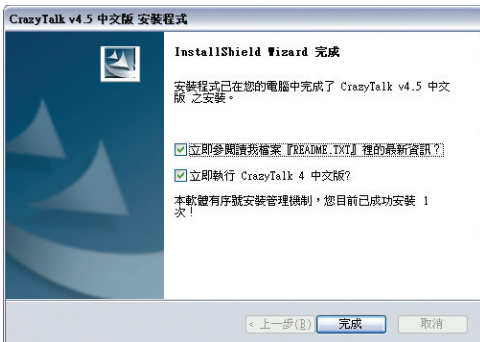 CrazyTalk v4.5 中文版 安裝程式
InstallShield Wizard 完成
安裝程式已在您的電腦中完成了 CrazyTalk v4.5 中文
版 之安裝。
立即參閱讀我檔案『README.TXT』裡的最新資訊？
立即執行 CrazyTalk 4 中文版?
本軟體有序號安裝管理機制，您目前已成功安裝 1
次！
< 上一步(B)
完成
取消